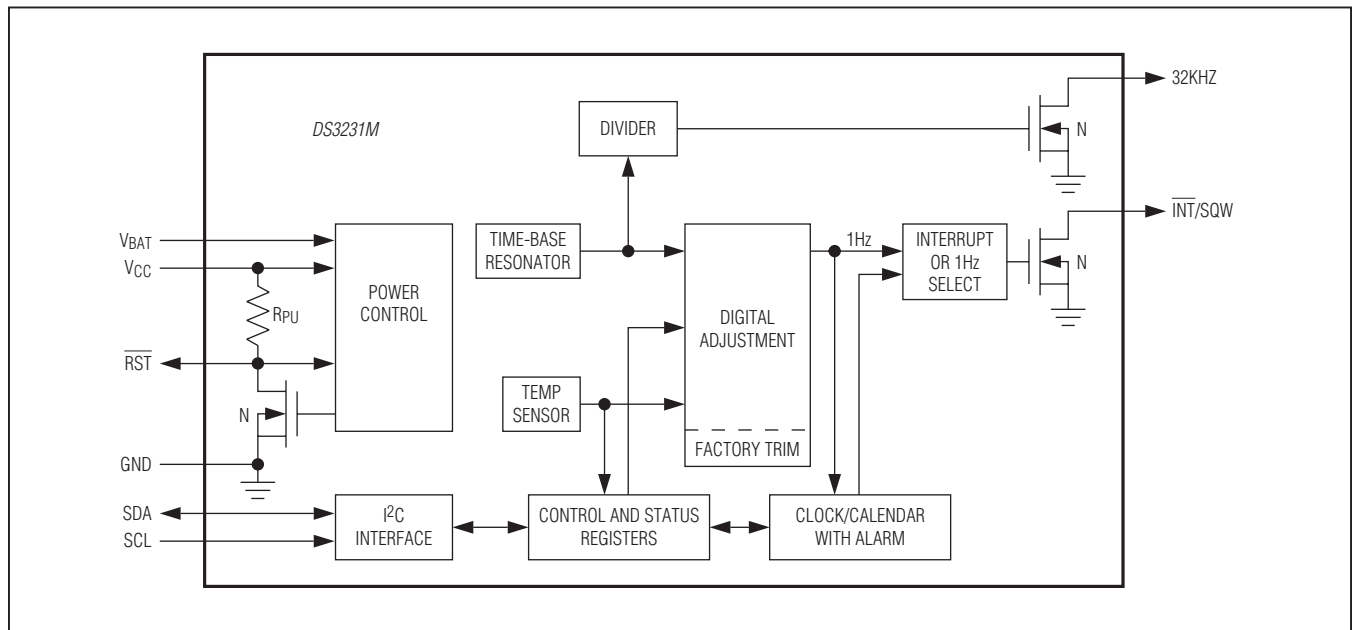 DS3231M
DIVIDER
32KHZ
N
INT/SQW
N
VBAT
VCC
RPU
RST
N
GND
SDA
SCL
POWER
CONTROL
TIME-BASE
RESONATOR
TEMP
SENSOR
DIGITAL
ADJUSTMENT
FACTORY TRIM
1Hz
INTERRUPT
OR 1Hz
SELECT
I2C
INTERFACE
CONTROL AND STATUS
REGISTERS
CLOCK/CALENDAR
WITH ALARM